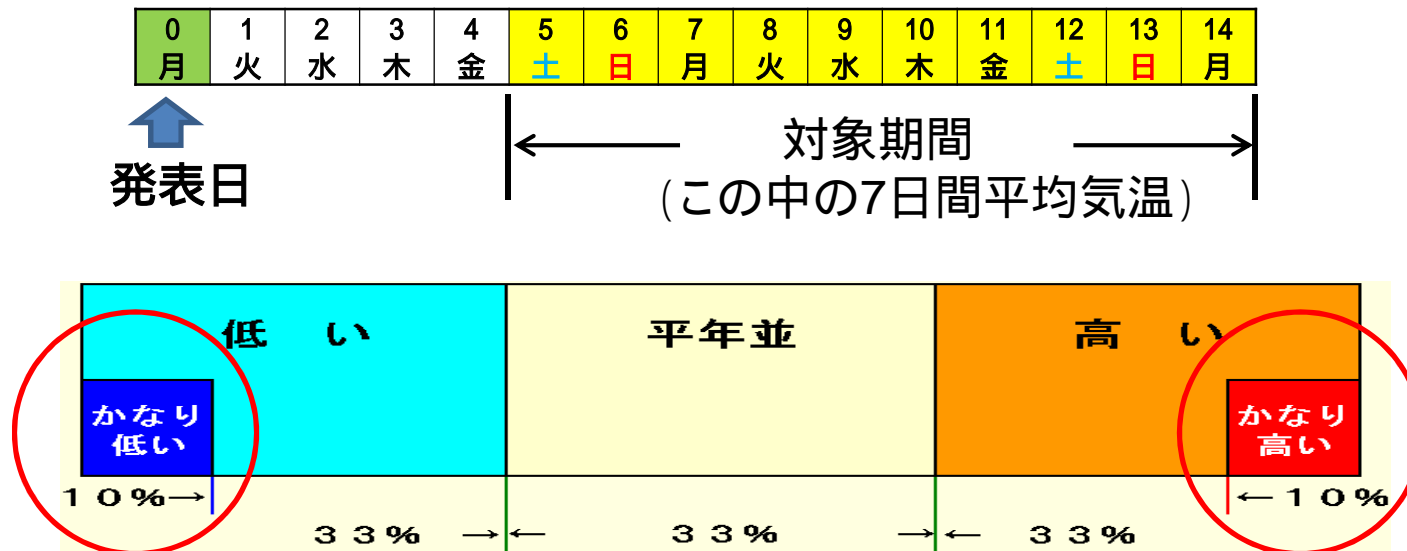 0 1 2 3 4 5 6 7 8 9 10 11 12 13 14
月 火 水 木 金 土 日 月 火 水 木 金 土 日 月
発表日
対象期間
(この中の7日間平均気温)
低い 平年並 高い
かなり かなり
低い 高い
10%→ ←10%
33% →← 33% →← 33%